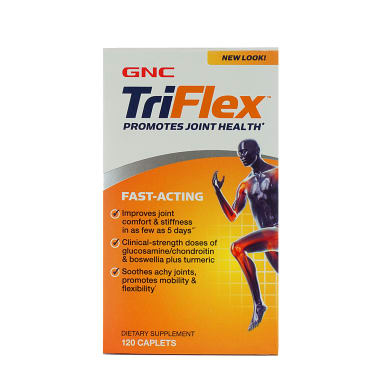 NEW LOOK!
GNC
TriFlex™
PROMOTES JOINT HEALTH*
FAST-ACTING
Improves joint
comfort & stiffness
in as few as 5 days**
Clinical-strength doses of
glucosamine/chondroitin
& boswellia plus turmeric
Soothes achy joints,
promotes mobility &
flexibility*
DIETARY SUPPLEMENT
120 CAPLETS